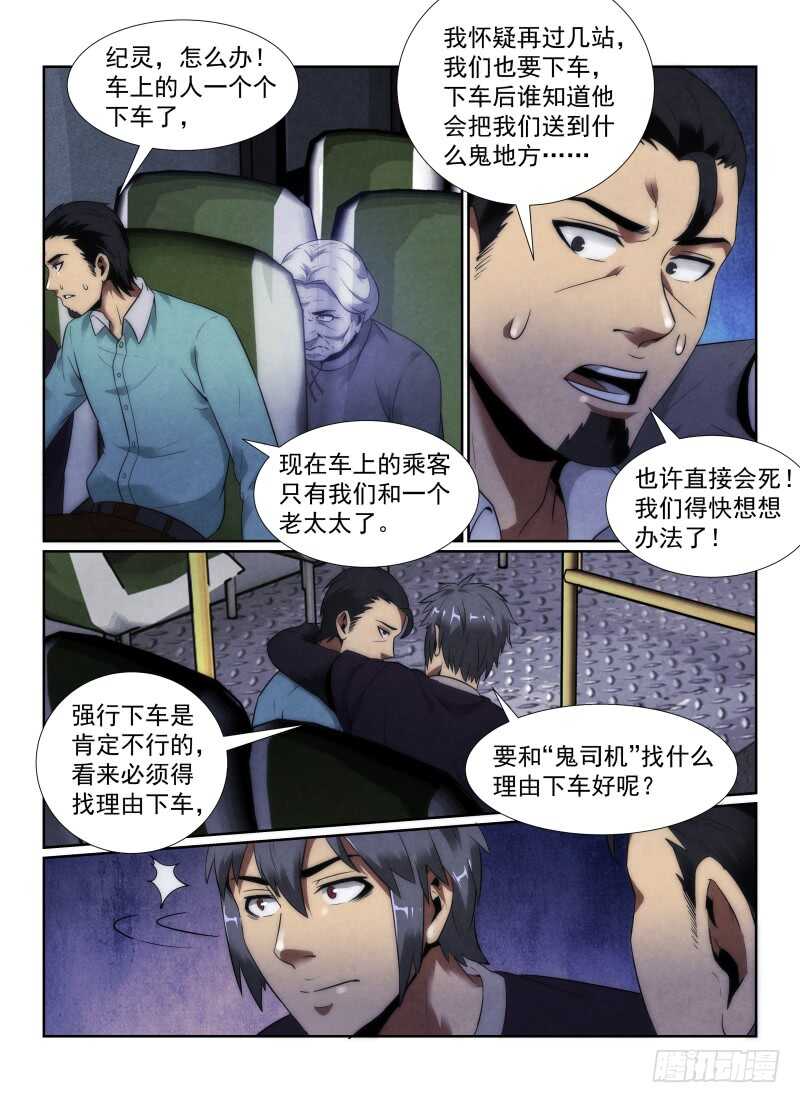 纪灵，怎么办！
车上的人一个个
下车了，
我怀疑再过几站，
我们也要下车，
下车后谁知道他
会把我们送到什
么鬼地方······
现在车上的乘客
只有我们和一个
老太太了。
也许直接会死！
我们得快想想
办法了！
强行下车是
肯定不行的，
看来必须得
找理由下车，
要和“鬼司机”找什么
理由下车好呢？
腾讯动漫